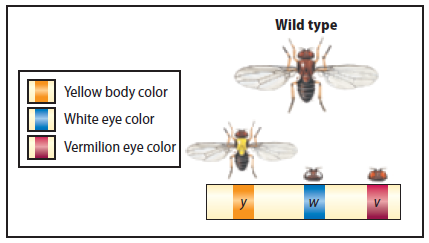 Wild type
Yellow body color
White eye color
Vermilion eye color
y
w
v